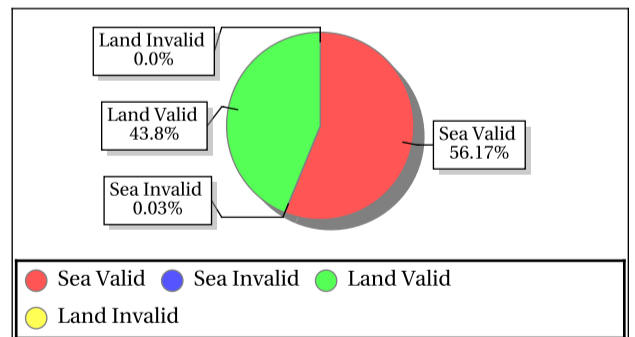 Land Invalid
0.0%
Land Valid
43.8%
Sea Valid
56.17%
Sea Invalid
0.03%
Sea Valid Sea Invalid Land Valid
Land Invalid